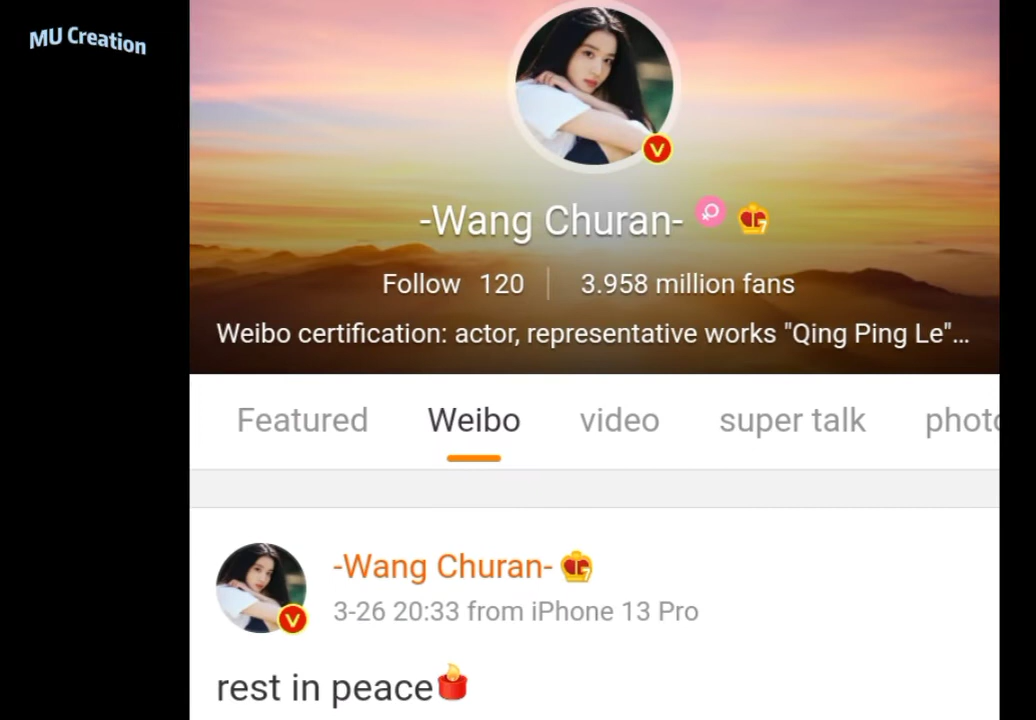 MU Creation
-Wang Churan-
Follow 120
3.958 million fans
Weibo certification: actor, representative works "Qing Ping Le"...
Featured Weibo video super talk photo
-Wang Churan-
3-26 20:33 from iPhone 13 Pro
rest in peace